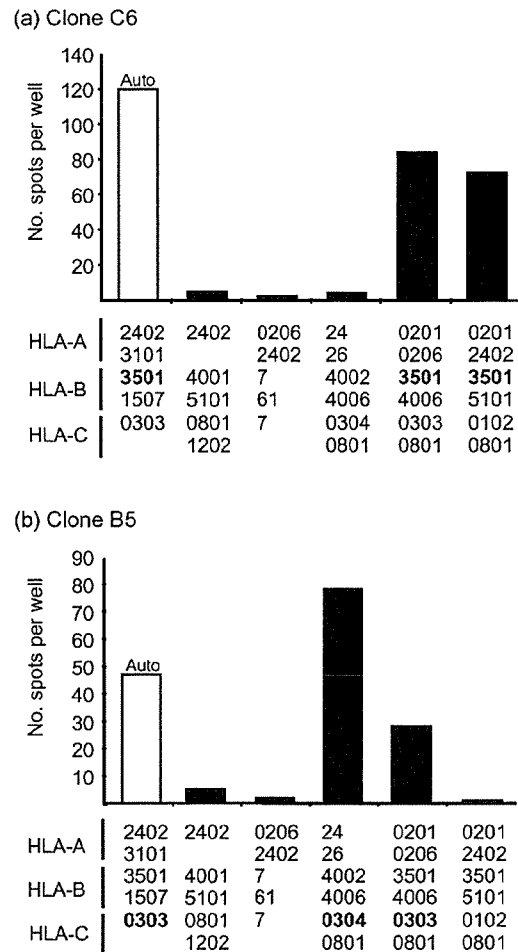 (a) Clone C6
No. spots per well
140
120
100
80
60
40
20
Auto
HLA-A
2402 2402 0206 24 0201 0201
3101 2402 26 0206 2402
HLA-B
3501 4001 7 4002 3501 3501
1507 5101 61 4006 4006 5101
HLA-C
0303 0801 7 0304 0303 0102
1202 0801 0801 0801
(b) Clone B5
No. spots per well
90
80
70
60
50
40
30
20
10
Auto
HLA-A
2402 2402 0206 24 0201 0201
3101 2402 26 0206 2402
HLA-B
3501 4001 7 4002 3501 3501
1507 5101 61 4006 4006 5101
HLA-C
0303 0801 7 0304 0303 0102
1202 0801 0801 0801